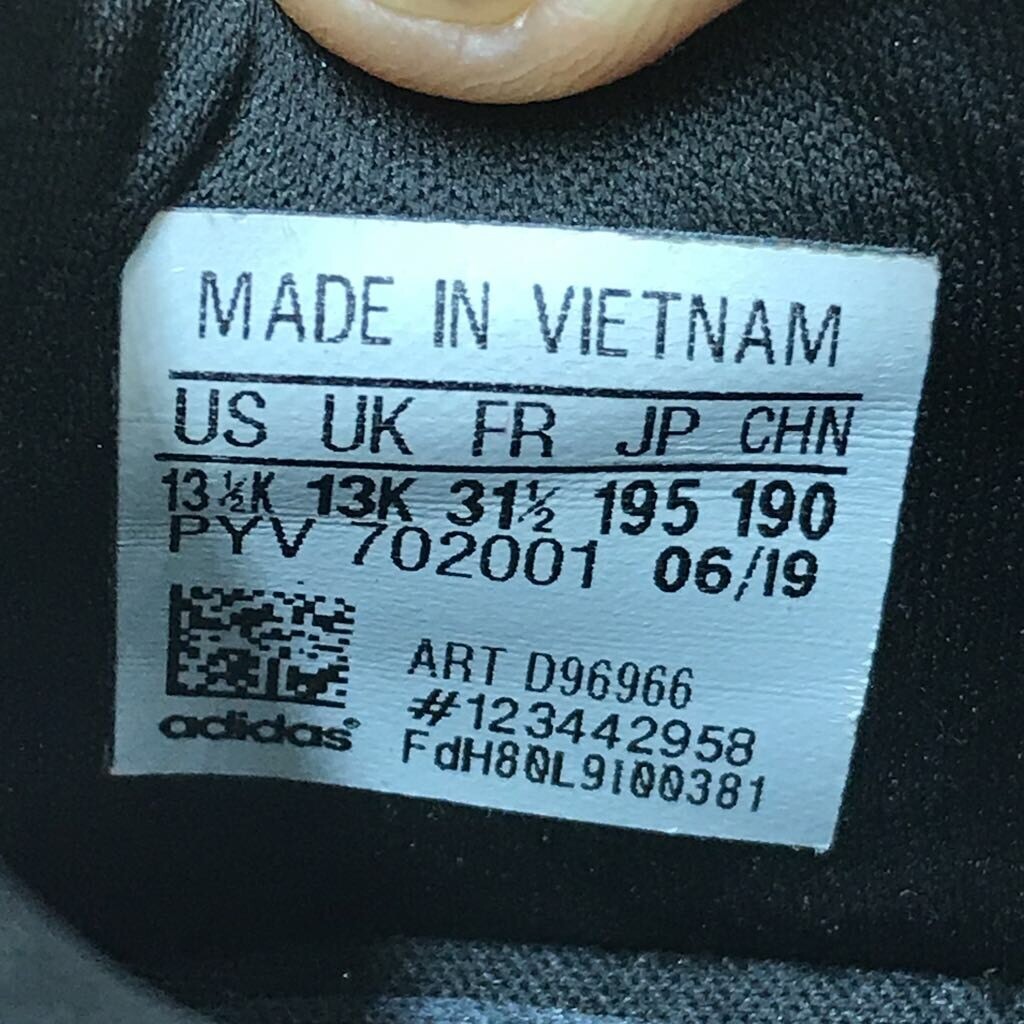 MADE IN VIETNAM
US UK FR JP CHN
13½K 13K 31½ 195 190
PYV 702001 06/19
ART D96966
#123442958
FdH80L9I00381
adidas®